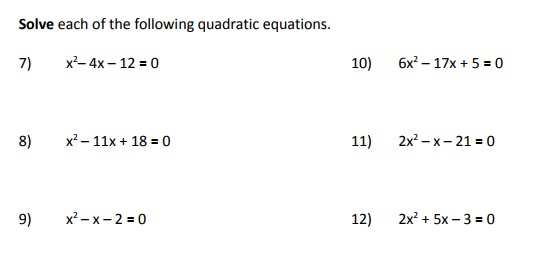 Solve each of the following quadratic equations.
7) x²– 4x – 12 = 0
10) 6x² – 17x + 5 = 0
8) x² – 11x + 18 = 0
11) 2x² – x – 21 = 0
9) x² – x – 2 = 0
12) 2x² + 5x – 3 = 0